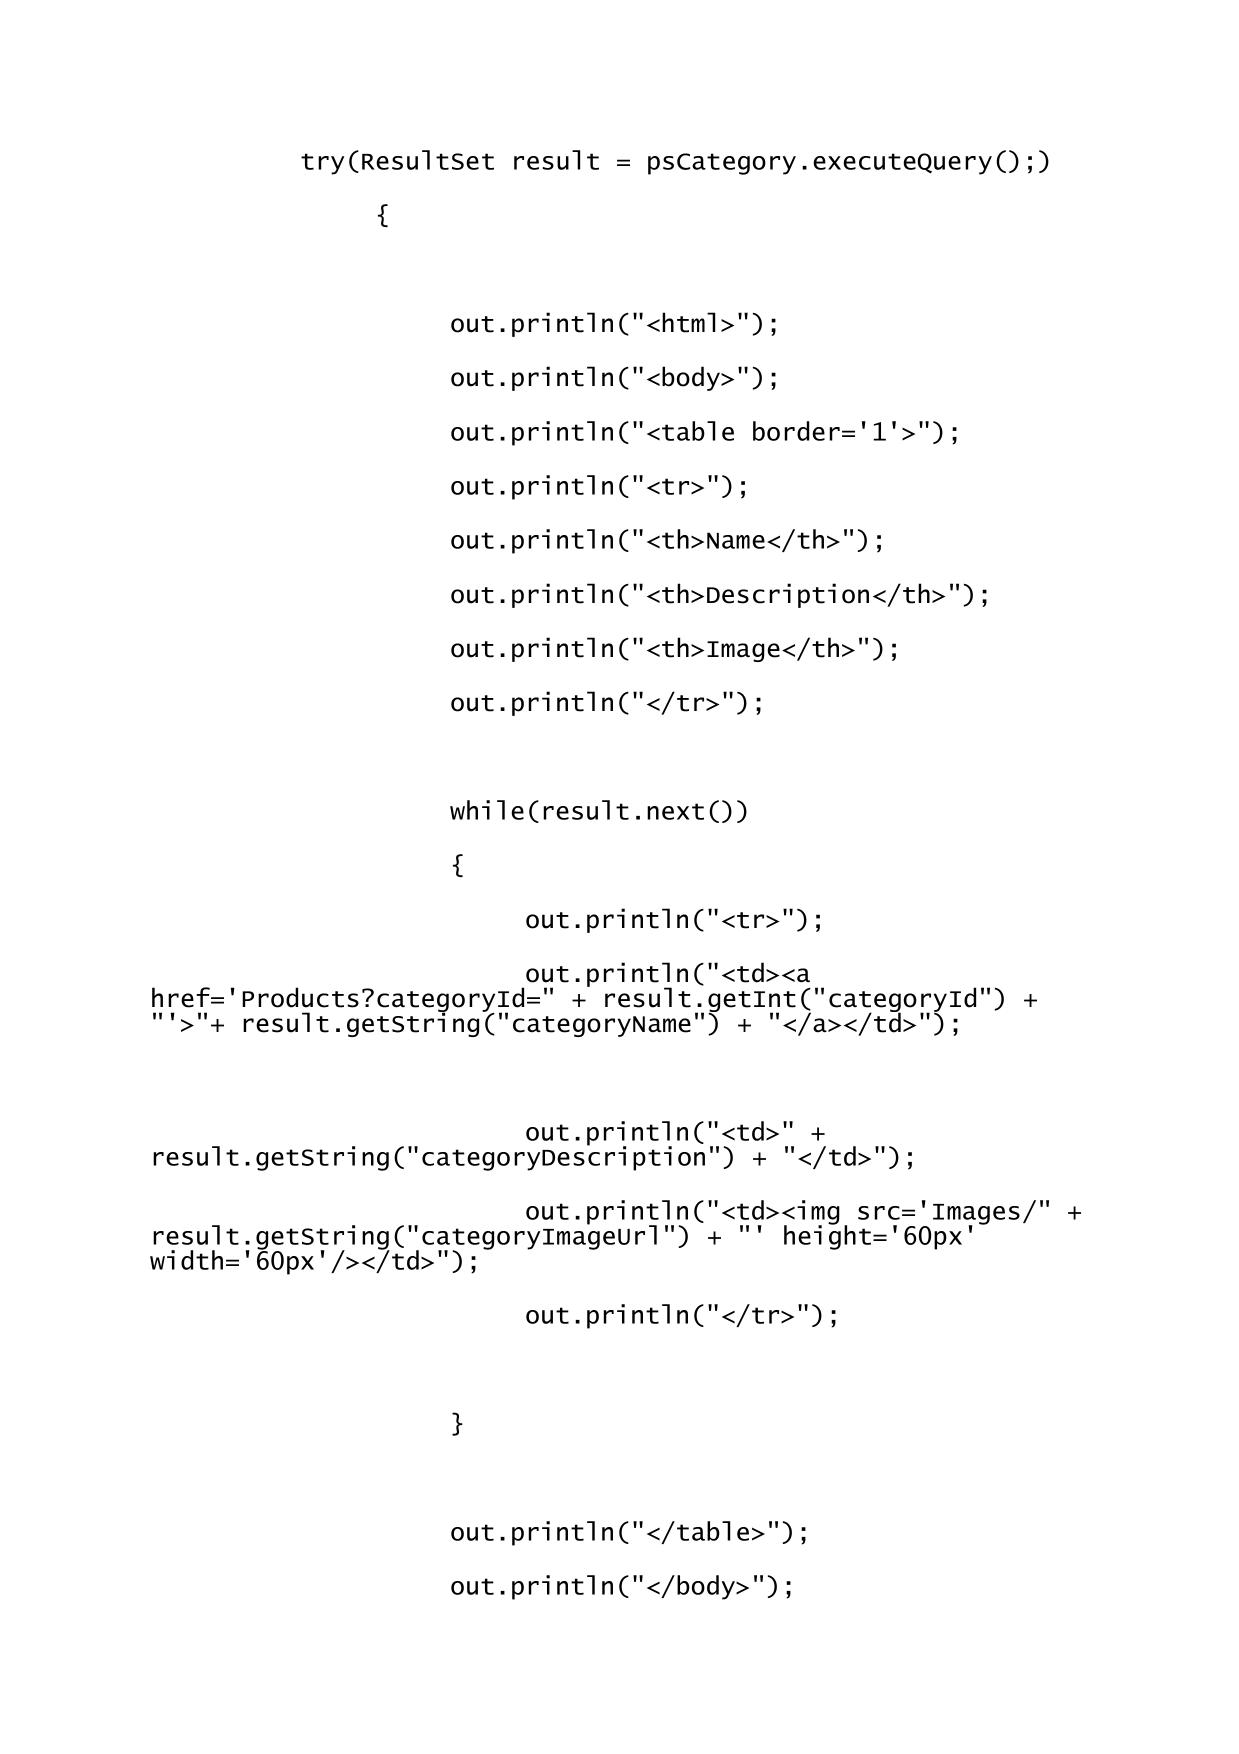 try(ResultSet result = psCategory.executeQuery();)
{
out.println("<html>");
out.println("<body>");
out.println("<table border='1'>");
out.println("<tr>");
out.println("<th>Name</th>");
out.println("<th>Description</th>");
out.println("<th>Image</th>");
out.println("</tr>");
while(result.next())
{
out.println("<tr>");
out.println("<td><a
href='Products?categoryId=" + result.getInt("categoryId") +
"'>"+ result.getString("categoryName") + "</a></td>");
out.println("<td>" +
result.getString("categoryDescription") + "</td>");
out.println("<td><img src='Images/" +
result.getString("categoryImageUrl") + "' height='60px'
width='60px'/></td>");
out.println("</tr>");
}
out.println("</table>");
out.println("</body>");